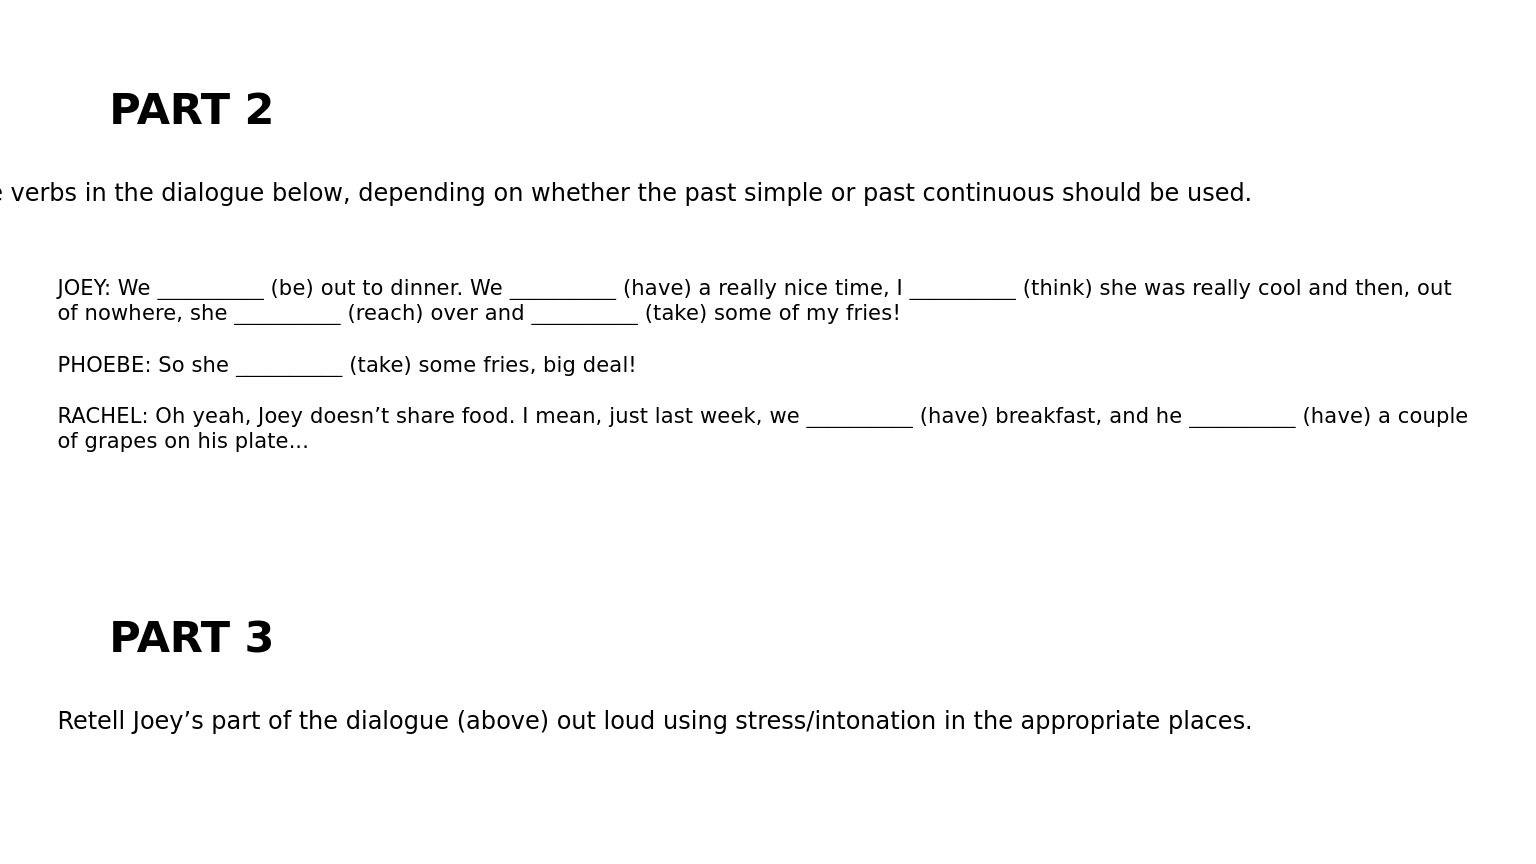 PART 2
verbs in the dialogue below, depending on whether the past simple or past continuous should be used.
JOEY: We __________ (be) out to dinner. We __________ (have) a really nice time, I __________ (think) she was really cool and then, out
of nowhere, she __________ (reach) over and __________ (take) some of my fries!
PHOEBE: So she __________ (take) some fries, big deal!
RACHEL: Oh yeah, Joey doesn’t share food. I mean, just last week, we __________ (have) breakfast, and he __________ (have) a couple
of grapes on his plate…
PART 3
Retell Joey’s part of the dialogue (above) out loud using stress/intonation in the appropriate places.